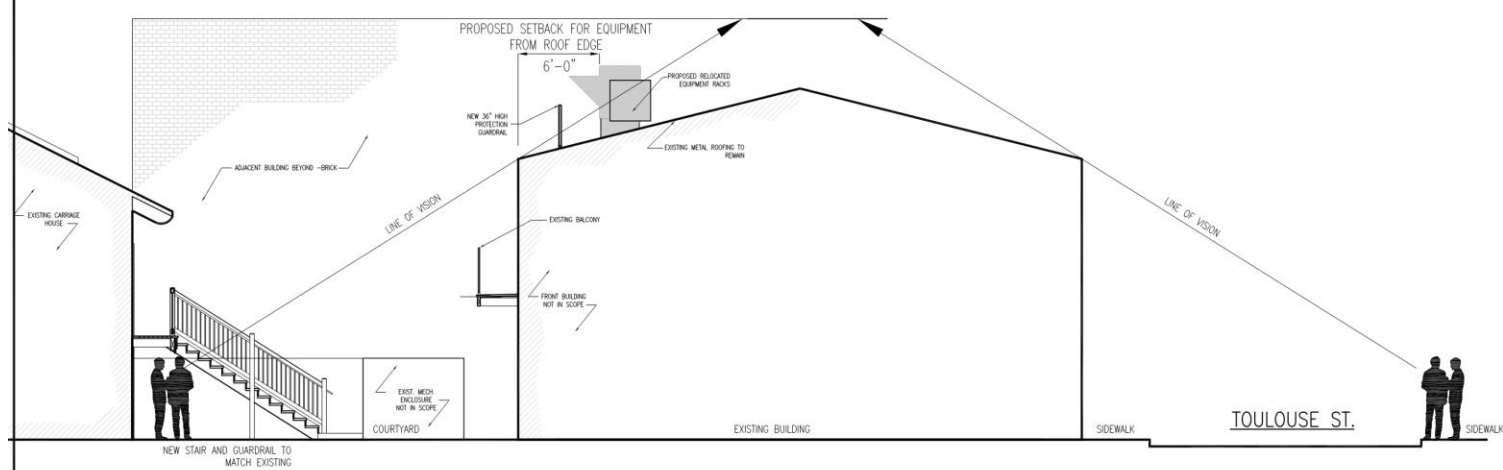 PROPOSED SETBACK FOR EQUIPMENT
FROM ROOF EDGE
6'-0"
PROPOSED RELOCATED
EQUIPMENT RACKS
NEW 36" HIGH
PROTECTION
GUARDRAIL
EXISTING METAL ROOFING TO
REMAIN
ADJACENT BUILDING BEYOND -BRICK
EXISTING CARRIAGE
HOUSE
LINE OF VISION
EXISTING BALCONY
LINE OF VISION
FRONT BUILDING
NOT IN SCOPE
EXIST. MECH.
ENCLOSURE
NOT IN SCOPE
COURTYARD
EXISTING BUILDING
SIDEWALK
TOULOUSE ST.
SIDEWALK
NEW STAIR AND GUARDRAIL TO
MATCH EXISTING